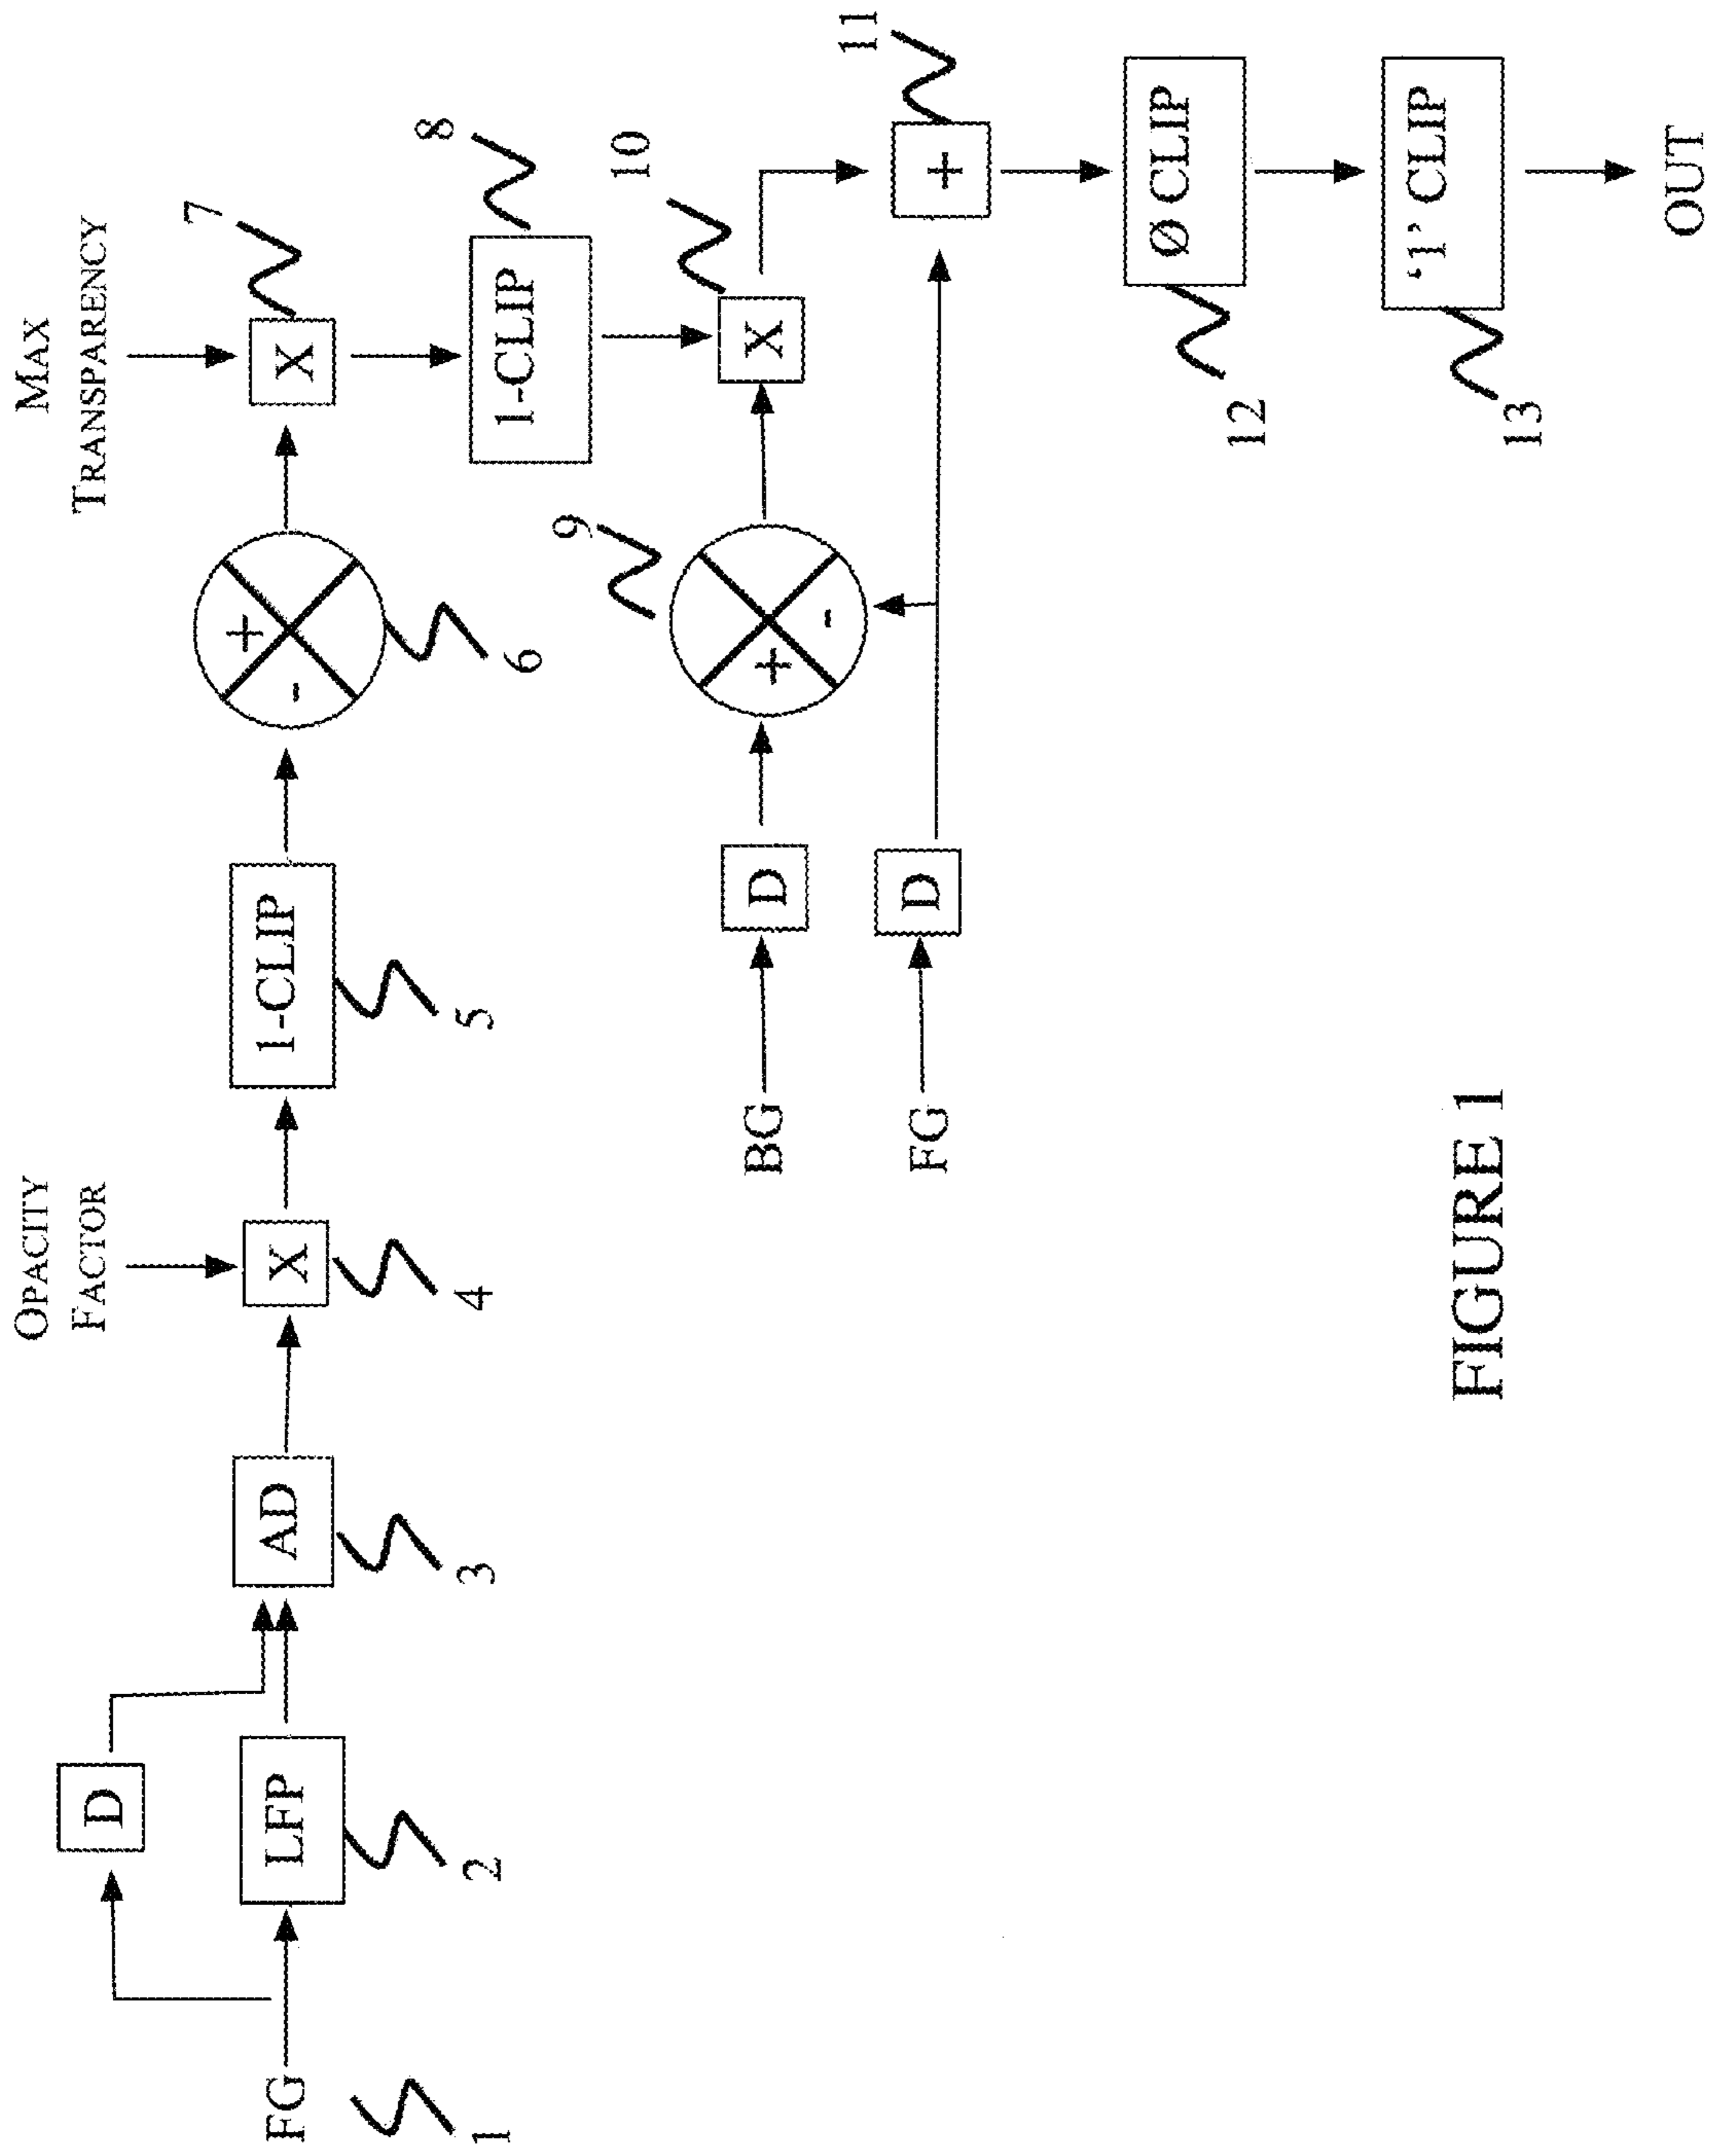 MAX
TRANSPARENCY
OPACITY
FACTOR
D
7
FG
LFP
AD
X
1-CLIP
- +
X
1
2
3
4
5
6
1-CLIP
8
9
10
BG
D
+ -
X
FG
D
+
11
12
Ø CLIP
13
'1' CLIP
OUT
FIGURE 1